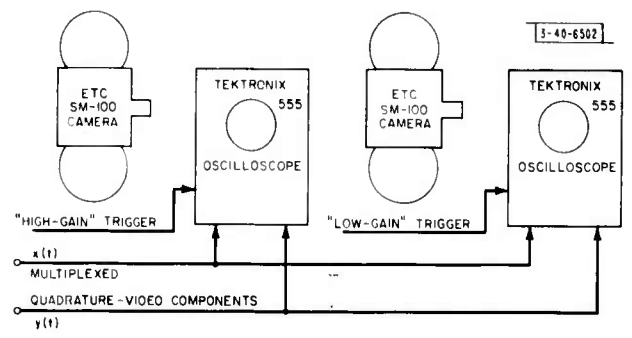 3-40-6502
ETC
SM-100
CAMERA
TEKTRONIX
555
OSCILLOSCOPE
ETC
SM-100
CAMERA
TEKTRONIX
555
OSCILLOSCOPE
"HIGH-GAIN" TRIGGER
"LOW-GAIN" TRIGGER
x(t)
MULTIPLEXED
QUADRATURE-VIDEO COMPONENTS
y(t)